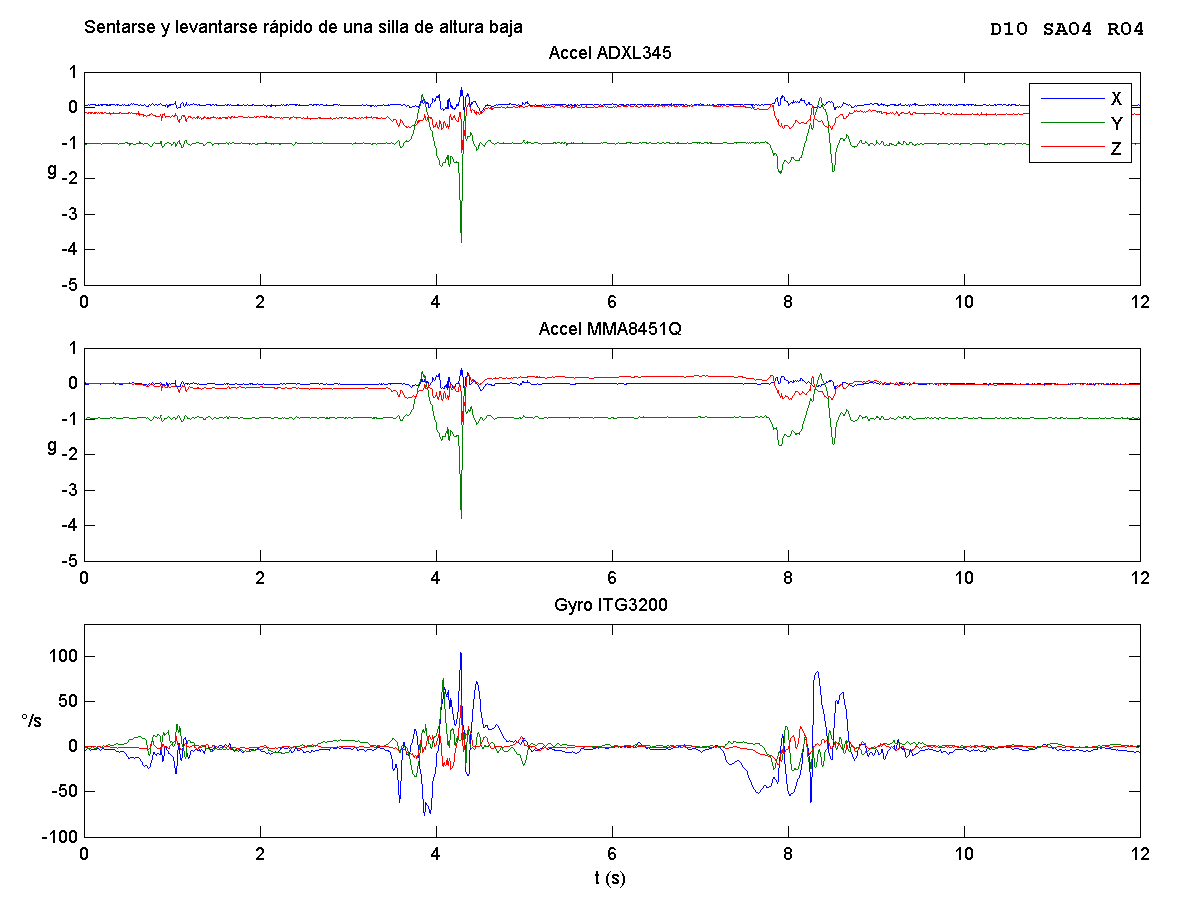 Sentarse y levantarse rápido de una silla de altura baja
D10 SA04 R04
Accel ADXL345
1
0
-1
-2
-3
-4
-5
g
X
Y
Z
0 2 4 6 8 10 12
Accel MMA8451Q
1
0
-1
-2
-3
-4
-5
g
0 2 4 6 8 10 12
Gyro ITG3200
100
50
0
-50
-100
°/s
0 2 4 6 8 10 12
t (s)